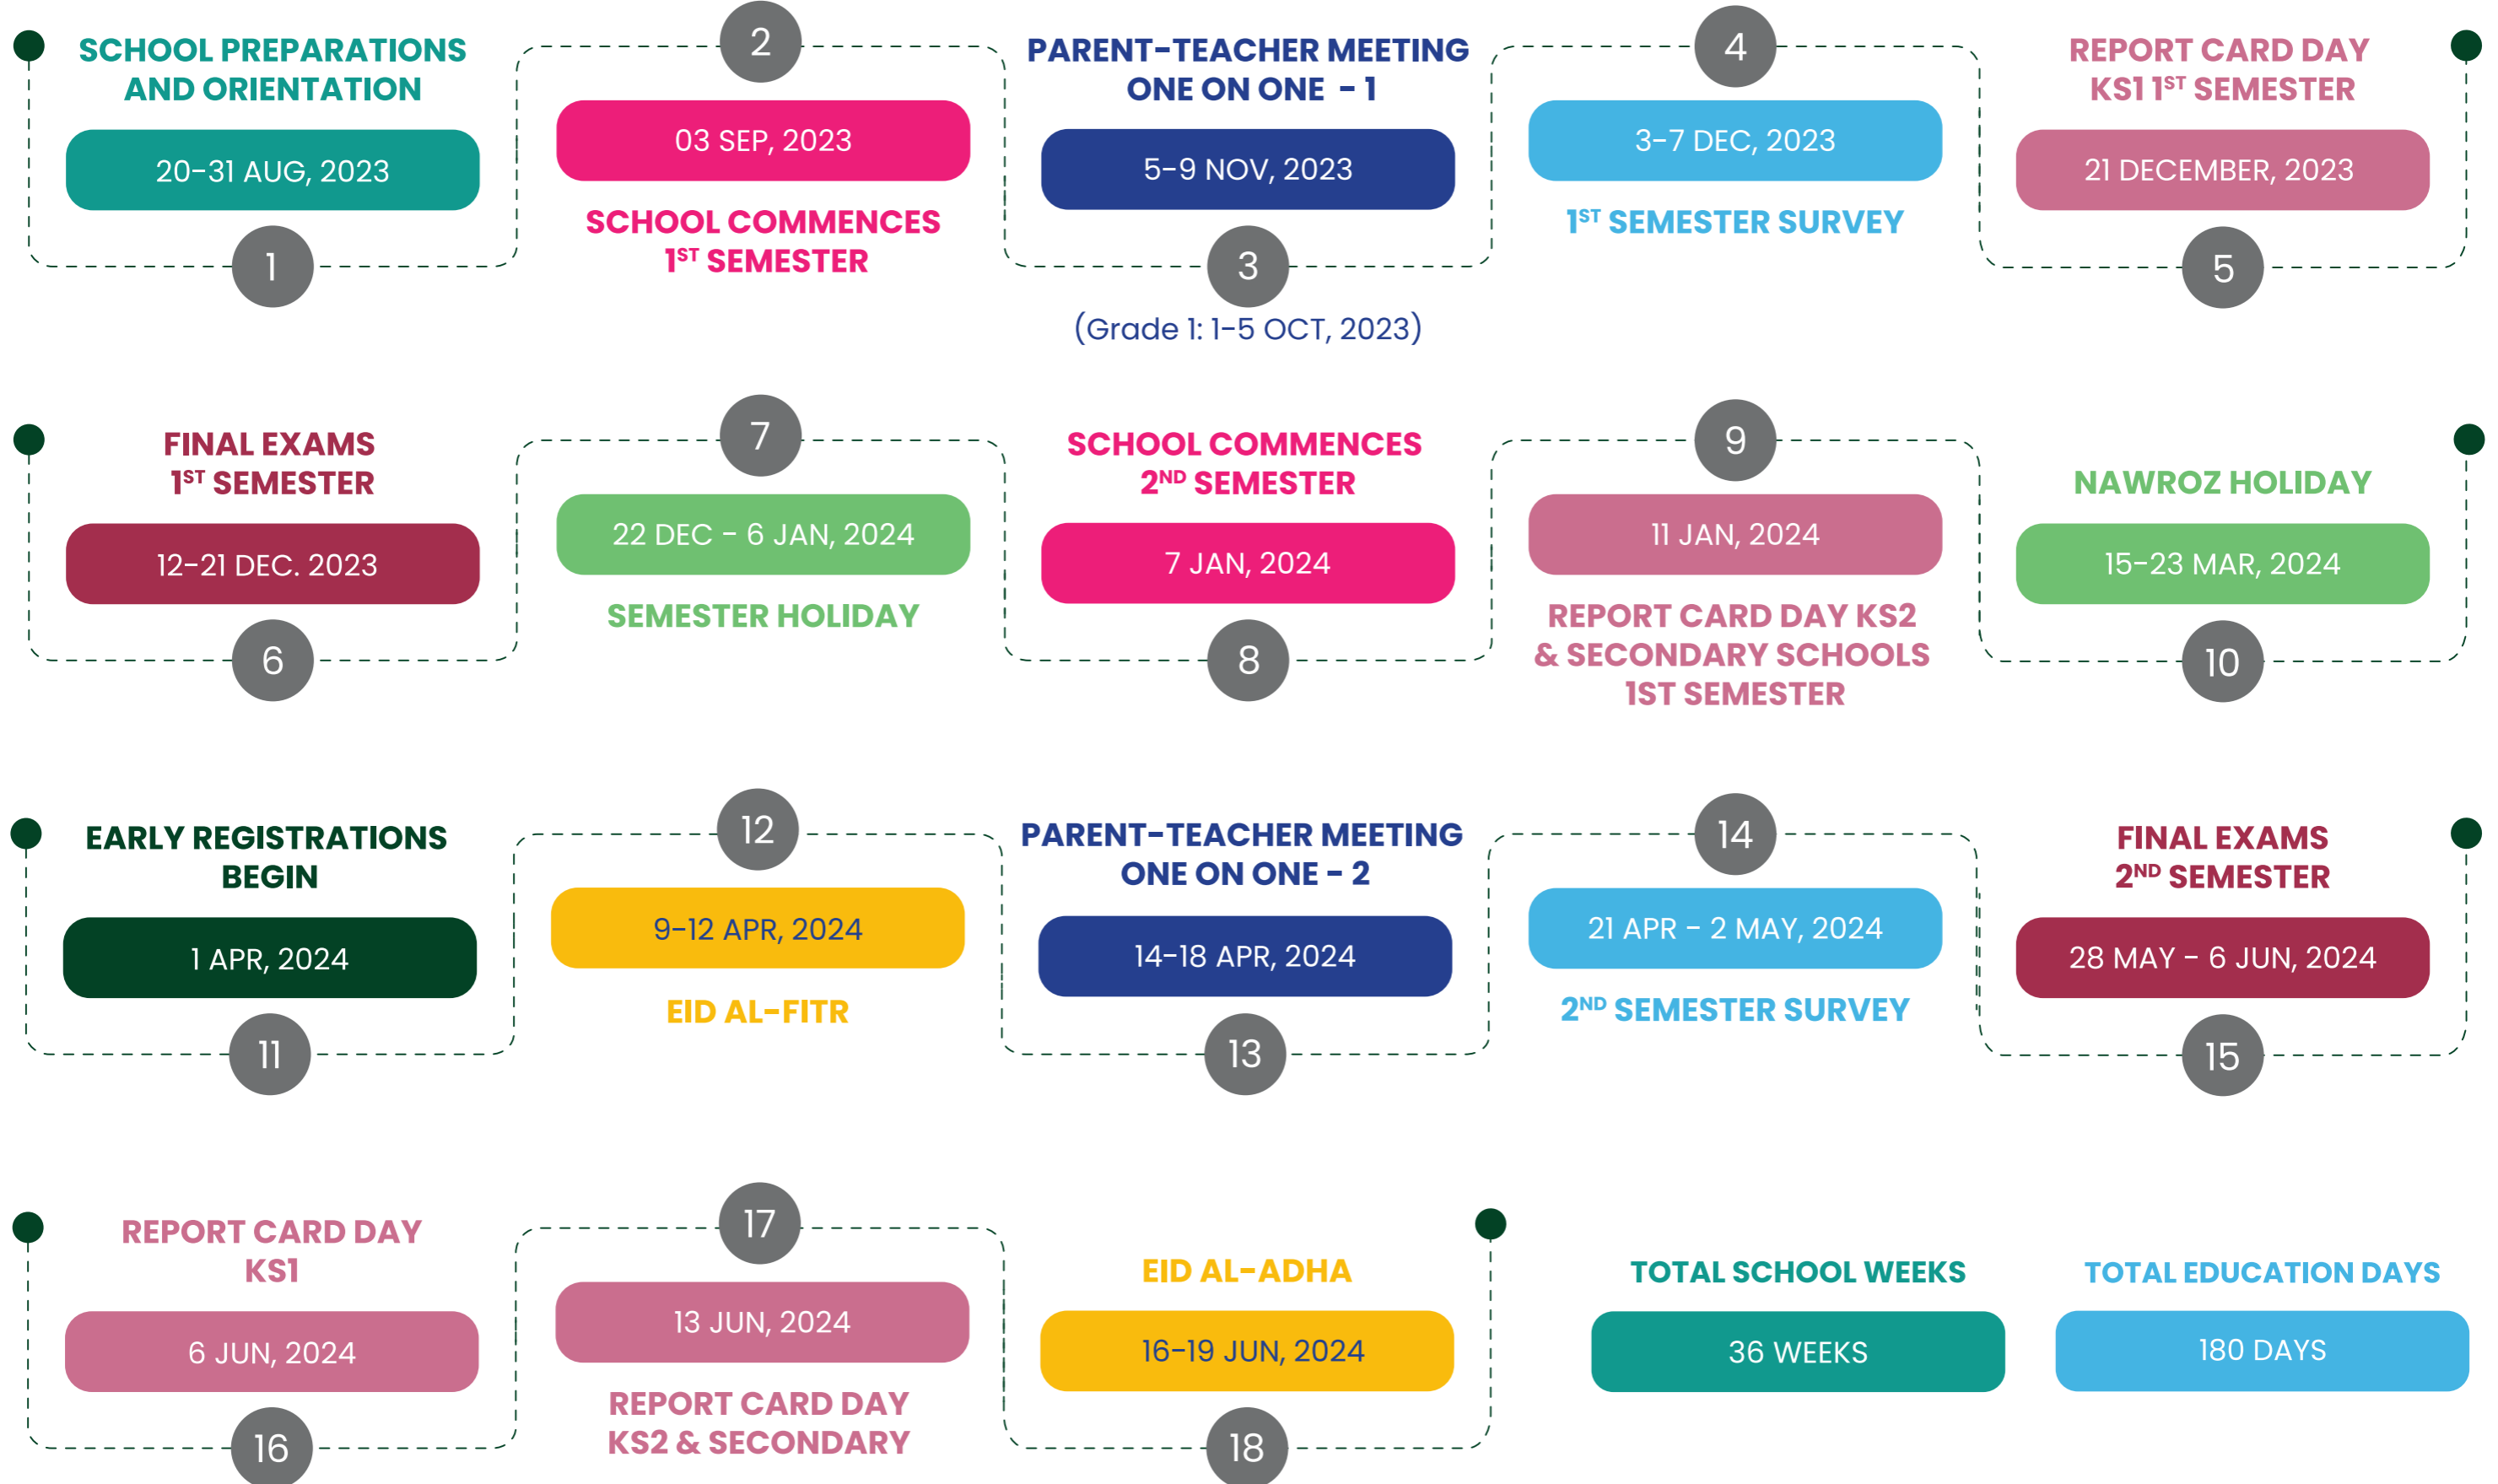 SCHOOL PREPARATIONS
AND ORIENTATION
20-31 AUG, 2023
1
2
03 SEP, 2023
SCHOOL COMMENCES
1ST SEMESTER
PARENT-TEACHER MEETING
ONE ON ONE - 1
5-9 NOV, 2023
3
(Grade 1: 1-5 OCT, 2023)
4
3-7 DEC, 2023
1ST SEMESTER SURVEY
REPORT CARD DAY
KS1 1ST SEMESTER
21 DECEMBER, 2023
5
FINAL EXAMS
1ST SEMESTER
12-21 DEC. 2023
6
7
22 DEC - 6 JAN, 2024
SEMESTER HOLIDAY
SCHOOL COMMENCES
2ND SEMESTER
7 JAN, 2024
8
9
11 JAN, 2024
REPORT CARD DAY KS2
& SECONDARY SCHOOLS
1ST SEMESTER
NAWROZ HOLIDAY
15-23 MAR, 2024
10
EARLY REGISTRATIONS
BEGIN
1 APR, 2024
11
12
9-12 APR, 2024
EID AL-FITR
PARENT-TEACHER MEETING
ONE ON ONE - 2
14-18 APR, 2024
13
14
21 APR - 2 MAY, 2024
2ND SEMESTER SURVEY
FINAL EXAMS
2ND SEMESTER
28 MAY - 6 JUN, 2024
15
REPORT CARD DAY
KS1
6 JUN, 2024
16
17
13 JUN, 2024
REPORT CARD DAY
KS2 & SECONDARY
EID AL-ADHA
16-19 JUN, 2024
18
TOTAL SCHOOL WEEKS
36 WEEKS
TOTAL EDUCATION DAYS
180 DAYS